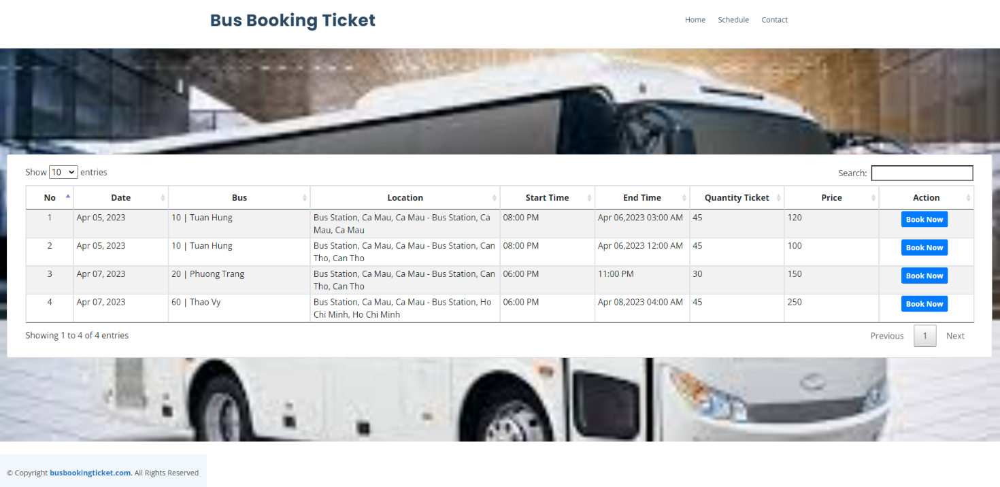 Bus Booking Ticket
Home Schedule Contact
Show 10 entries
Search:
No Date Bus Location Start Time End Time Quantity Ticket Price Action
1 Apr 05, 2023 10 | Tuan Hung Bus Station, Ca Mau, Ca Mau - Bus Station, Ca 08:00 PM Apr 06,2023 03:00 AM 45 120 Book Now
Mau, Ca Mau
2 Apr 05, 2023 10 | Tuan Hung Bus Station, Ca Mau, Ca Mau - Bus Station, Can 08:00 PM Apr 06,2023 12:00 AM 45 100 Book Now
Tho, Can Tho
3 Apr 07, 2023 20 | Phuong Trang Bus Station, Ca Mau, Ca Mau - Bus Station, Can 06:00 PM 11:00 PM 30 150 Book Now
Tho, Can Tho
4 Apr 07, 2023 60 | Thao Vy Bus Station, Ca Mau, Ca Mau - Bus Station, Ho 06:00 PM Apr 08,2023 04:00 AM 45 250 Book Now
Chi Minh, Ho Chi Minh
Showing 1 to 4 of 4 entries
Previous 1 Next
© Copyright busbookingticket.com. All Rights Reserved